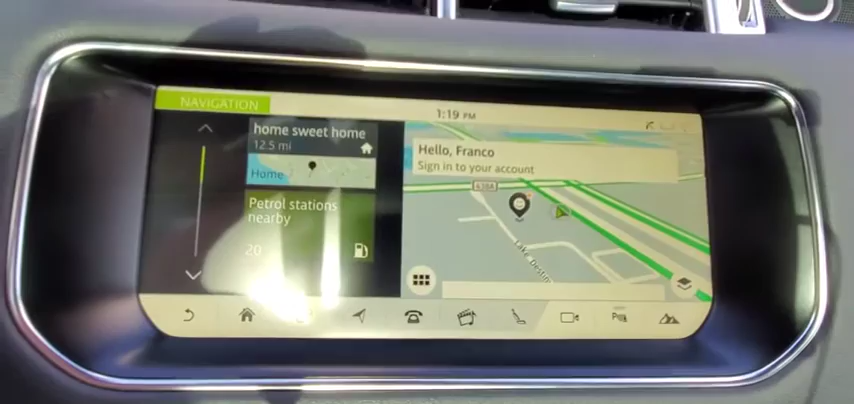 NAVIGATION
1:19 PM
home sweet home
12.5 mi
Home
Petrol stations
nearby
20
Hello, Franco
Sign in to your account